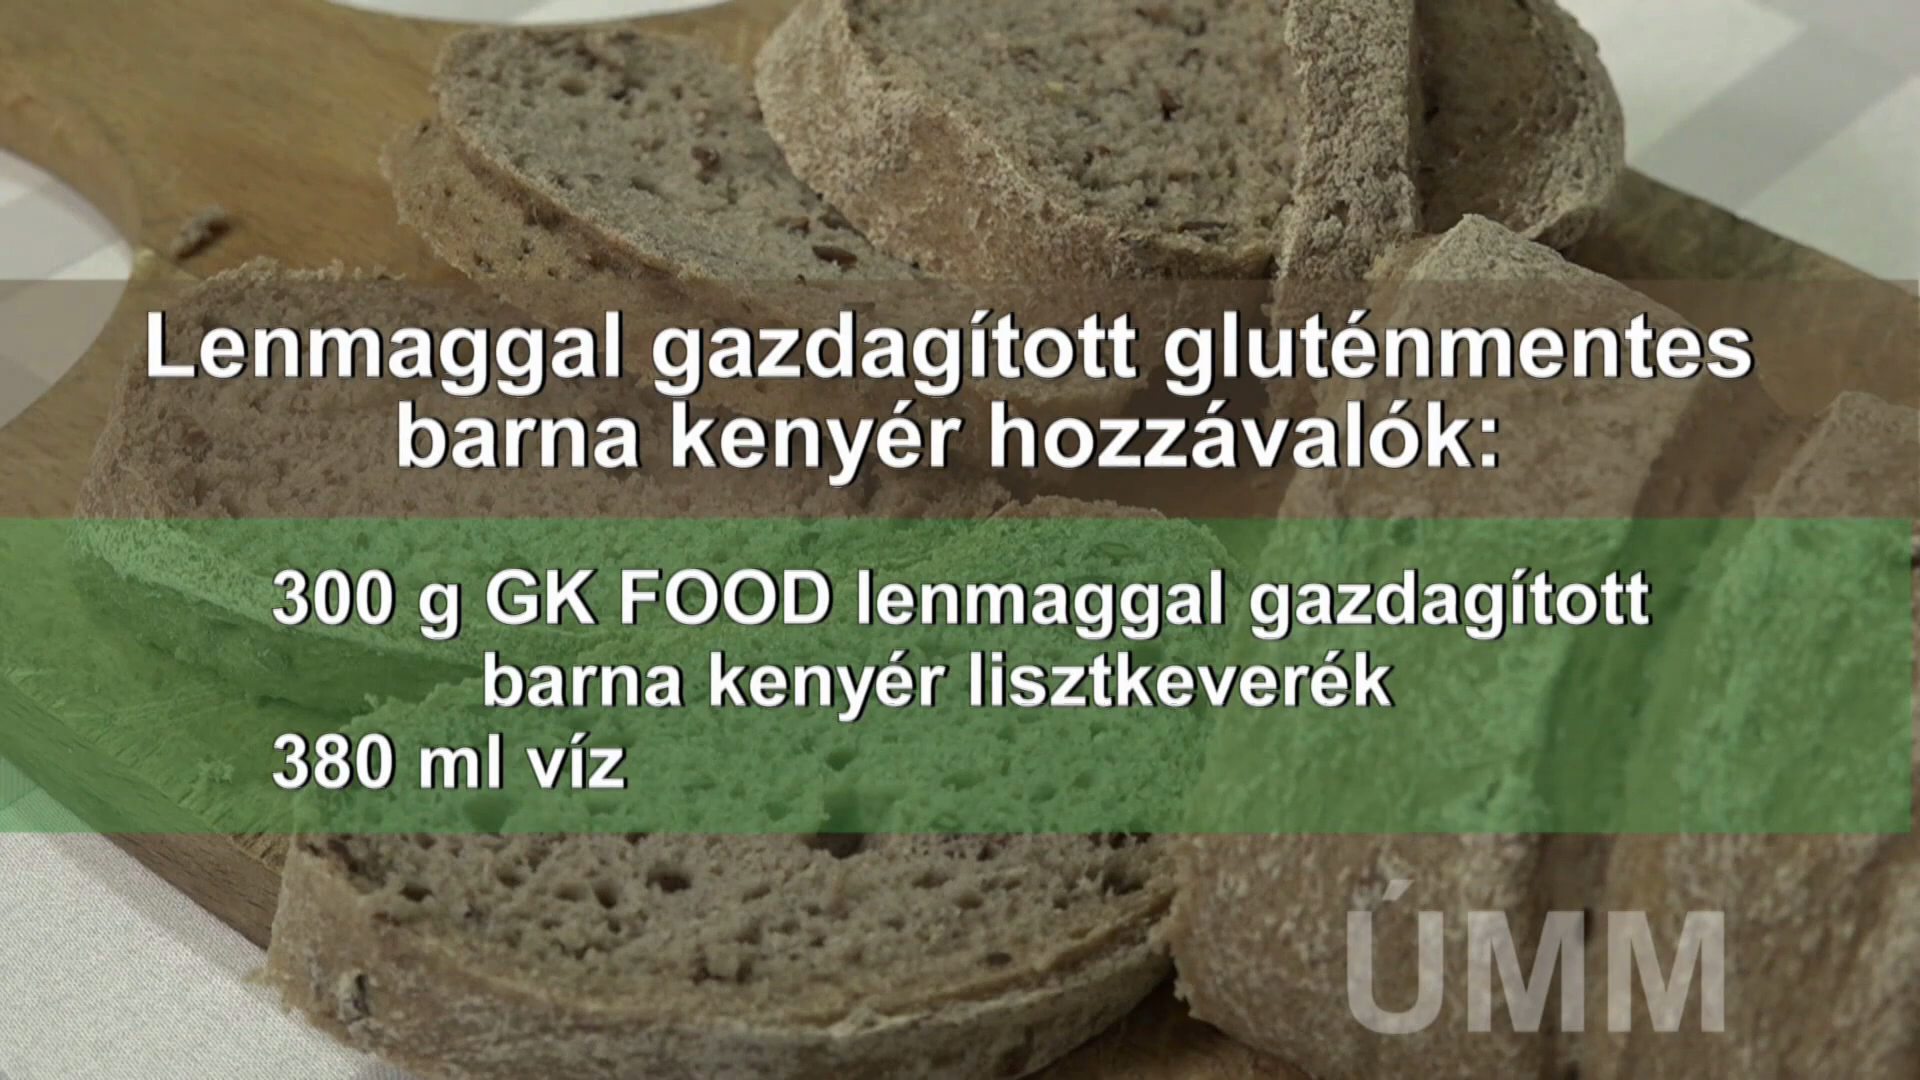 Lenmaggal gazdagított gluténmentes
barna kenyér hozzávalók:
300 g GK FOOD lenmaggal gazdagított
barna kenyér lisztkeverék
380 ml víz
ÚMM